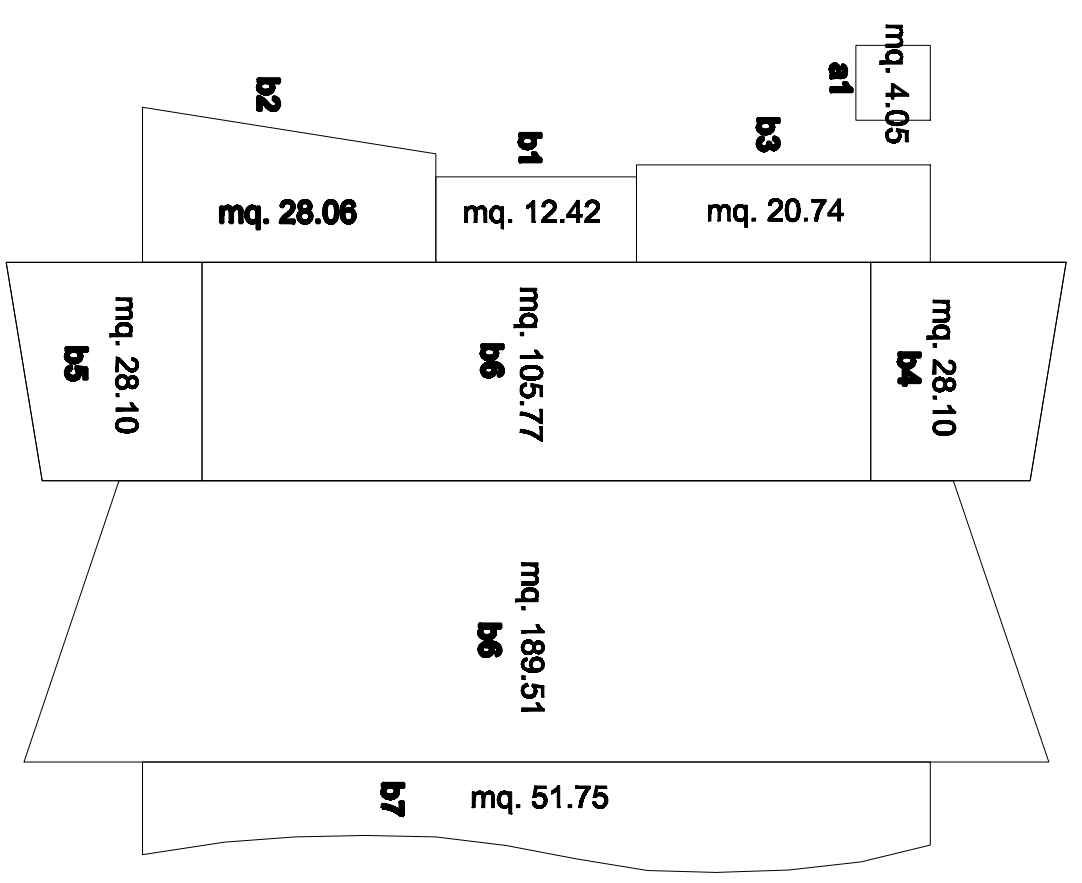 mq. 4.05
a1
b2
b1
b3
mq. 28.06
mq. 12.42
mq. 20.74
mq. 28.10
b5
mq. 105.77
b6
mq. 28.10
b4
mq. 189.51
b6
b7
mq. 51.75